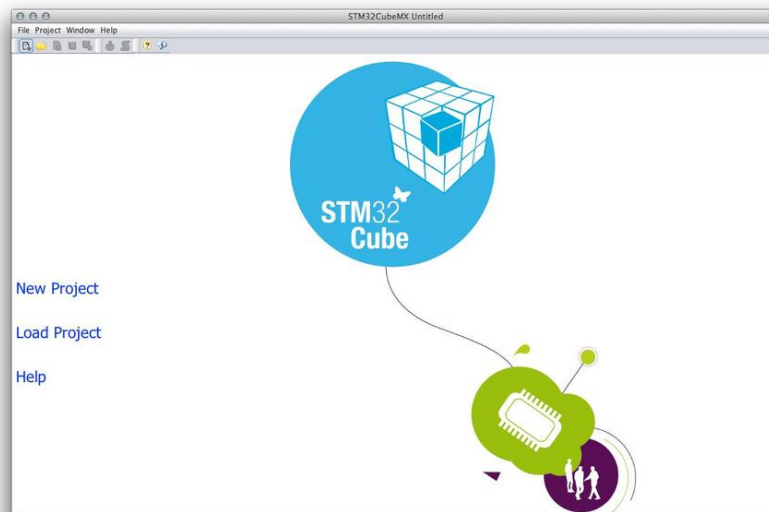 STM32CubeMX Untitled
File Project Window Help
STM32
Cube
New Project
Load Project
Help